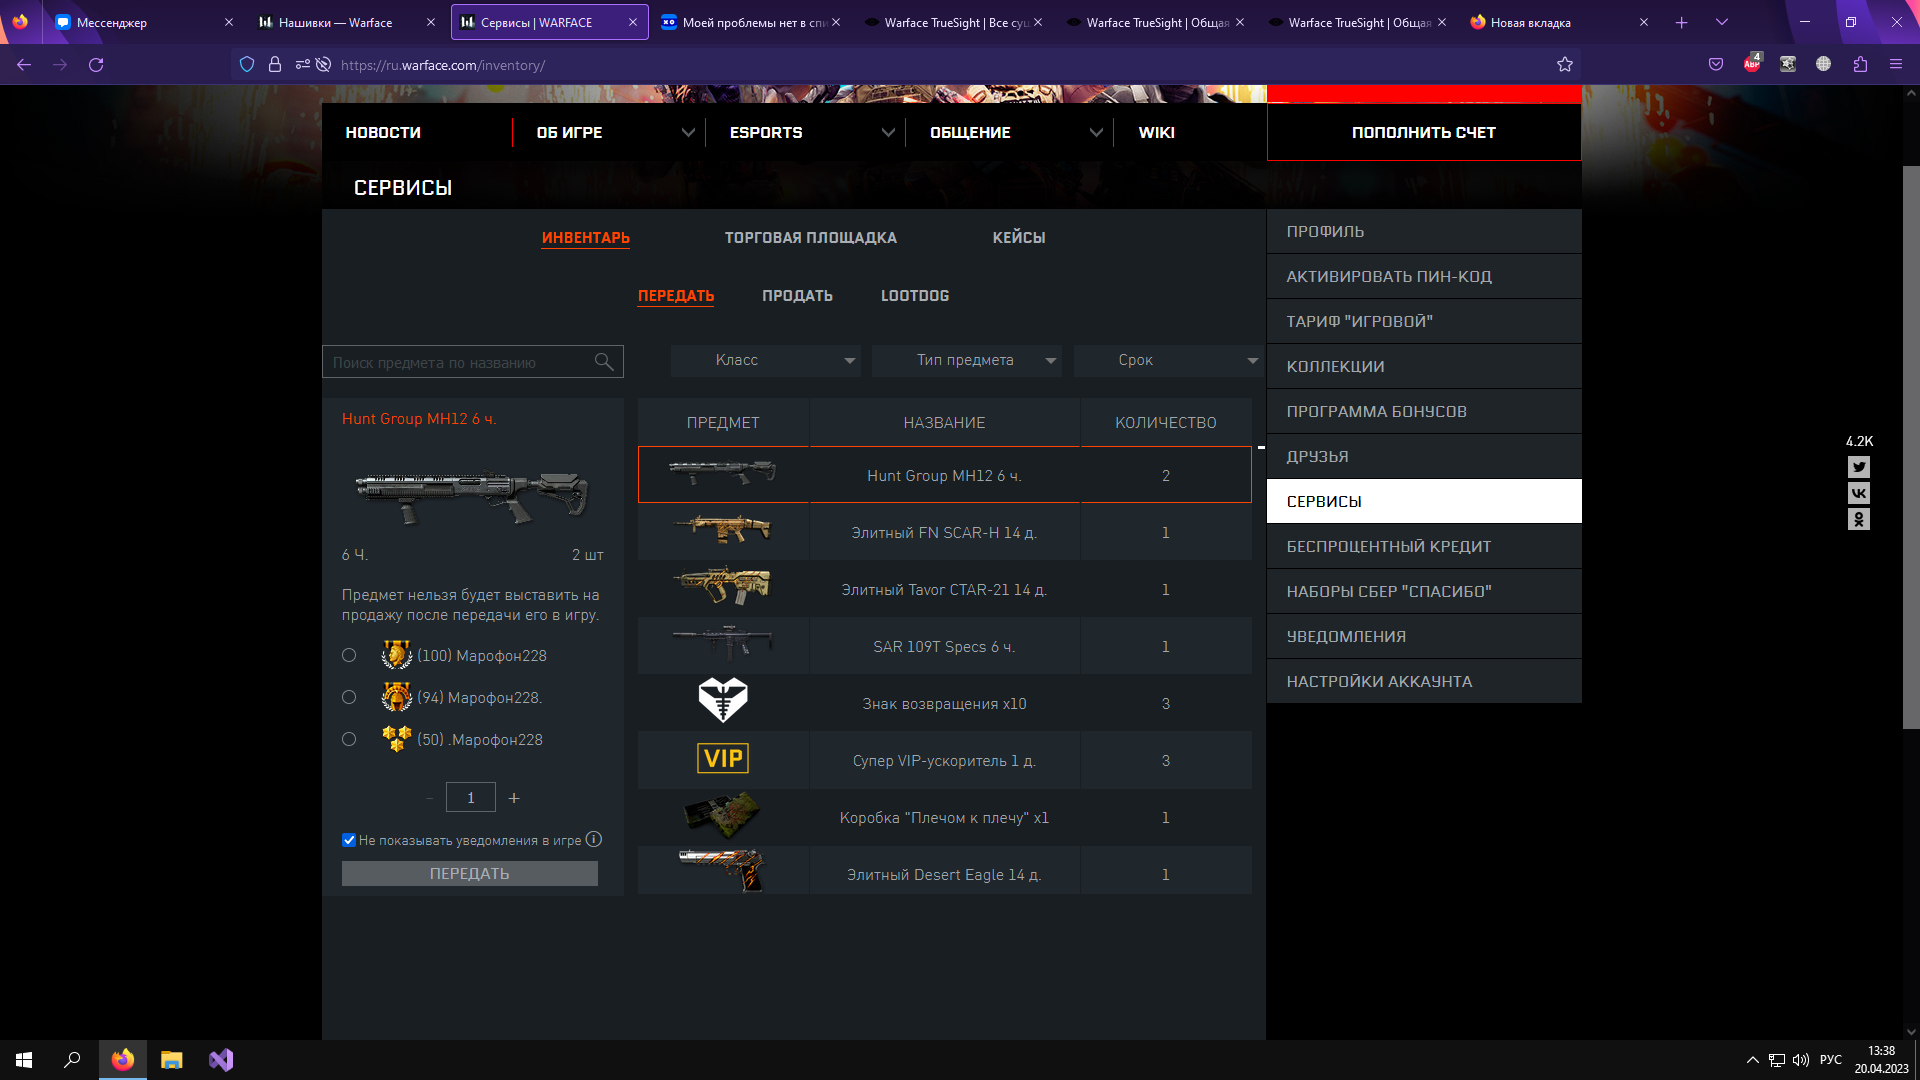 Мессенджер
Нашивки — Warface
Сервисы | WARFACE
Моей проблемы нет в спи
Warface TrueSight | Все су
Warface TrueSight | Общая
Warface TrueSight | Общая
Новая вкладка
https://ru.warface.com/inventory/
ABP
4
НОВОСТИ
ОБ ИГРЕ
ESPORTS
ОБЩЕНИЕ
WIKI
ПОПОЛНИТЬ СЧЕТ
СЕРВИСЫ
ИНВЕНТАРЬ
ТОРГОВАЯ ПЛОЩАДКА
КЕЙСЫ
ПЕРЕДАТЬ
ПРОДАТЬ
LOOTDOG
Поиск предмета по названию
Класс
Тип предмета
Срок
Hunt Group MH12 6 ч.
6 Ч.
2 шт
Предмет нельзя будет выставить на
продажу после передачи его в игру.
(100) Марофон228
(94) Марофон228.
(50) .Марофон228
- 1 +
Не показывать уведомления в игре
ПЕРЕДАТЬ
ПРЕДМЕТ
НАЗВАНИЕ
КОЛИЧЕСТВО
Hunt Group MH12 6 ч.
2
Элитный FN SCAR-H 14 д.
1
Элитный Tavor CTAR-21 14 д.
1
SAR 109T Specs 6 ч.
1
Знак возвращения x10
3
VIP
Супер VIP-ускоритель 1 д.
3
Коробка "Плечом к плечу" x1
1
Элитный Desert Eagle 14 д.
1
ПРОФИЛЬ
АКТИВИРОВАТЬ ПИН-КОД
ТАРИФ "ИГРОВОЙ"
КОЛЛЕКЦИИ
ПРОГРАММА БОНУСОВ
ДРУЗЬЯ
СЕРВИСЫ
БЕСПРОЦЕНТНЫЙ КРЕДИТ
НАБОРЫ СБЕР "СПАСИБО"
УВЕДОМЛЕНИЯ
НАСТРОЙКИ АККАУНТА
4.2K
РУС
13:38
20.04.2023